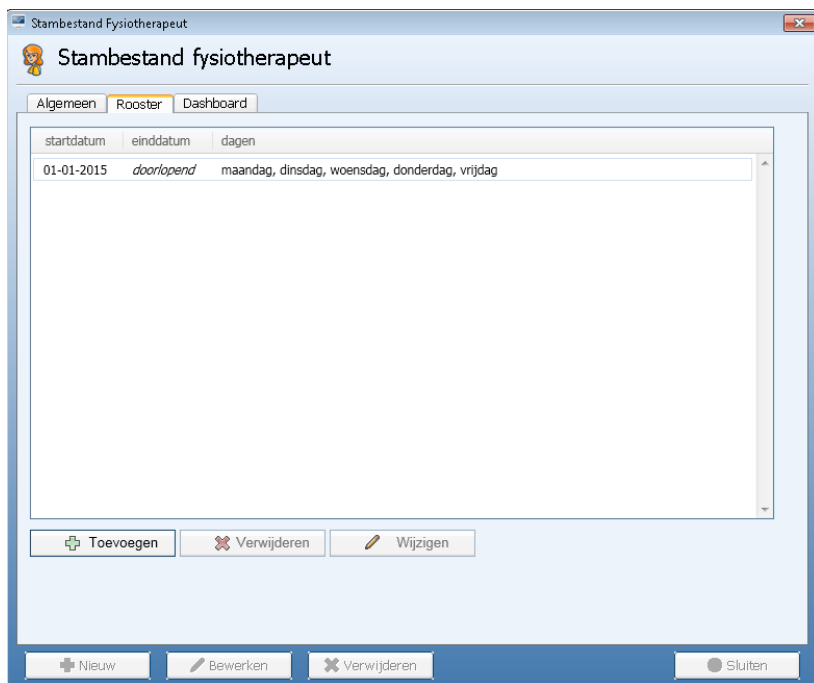 Stambestand Fysiotherapeut
Stambestand fysiotherapeut
Algemeen Rooster Dashboard
startdatum einddatum dagen
01-01-2015 doorlopend maandag, dinsdag, woensdag, donderdag, vrijdag
Toevoegen Verwijderen Wijzigen
Nieuw Bewerken Verwijderen Sluiten